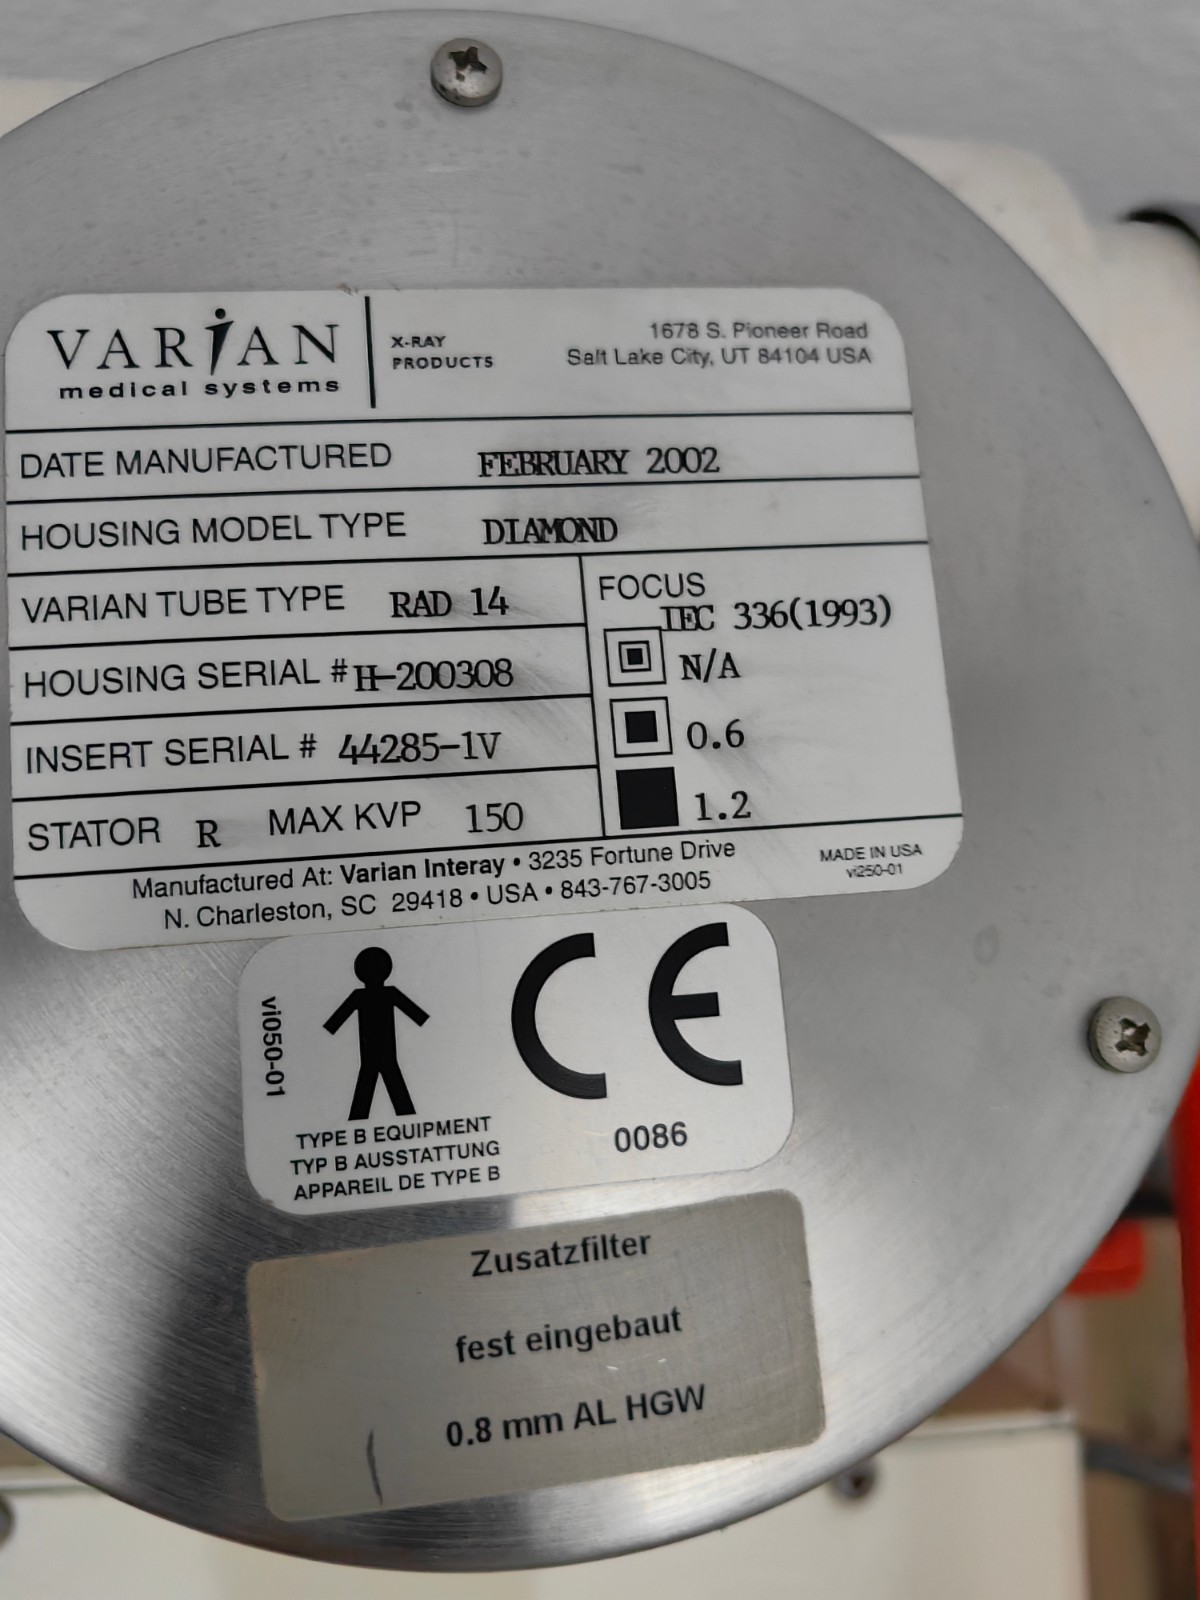 VARIAN
medical systems
X-RAY
PRODUCTS
1678 S. Pioneer Road
Salt Lake City, UT 84104 USA
DATE MANUFACTURED FEBRUARY 2002
HOUSING MODEL TYPE DIAMOND
VARIAN TUBE TYPE RAD 14
HOUSING SERIAL # H-200308
INSERT SERIAL # 44285-1V
STATOR R MAX KVP 150
FOCUS
IEC 336(1993)
N/A
0.6
1.2
Manufactured At: Varian Interay • 3235 Fortune Drive
N. Charleston, SC 29418 • USA • 843-767-3005
MADE IN USA
vi250-01
vi050-01
TYPE B EQUIPMENT
TYP B AUSSTATTUNG
APPAREIL DE TYPE B
CE
0086
Zusatzfilter
fest eingebaut
0.8 mm AL HGW